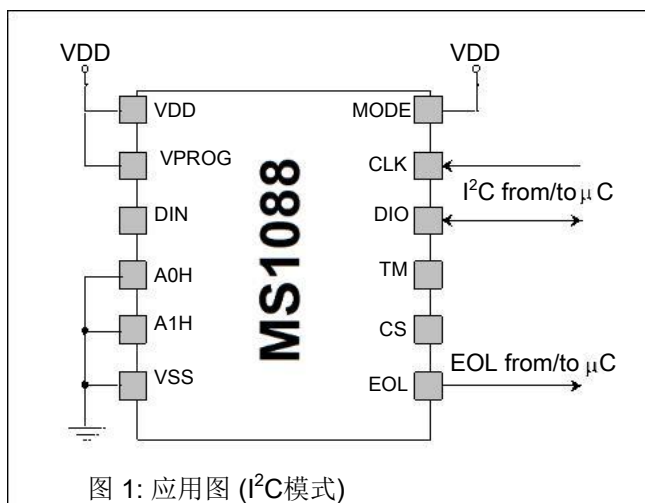 VDD
VDD
VDD
MODE
VPROG
CLK
I²C from/to μC
DIN
DIO
MS1088
A0H
TM
A1H
CS
EOL from/to μC
VSS
EOL
图 1: 应用图 (I²C模式)